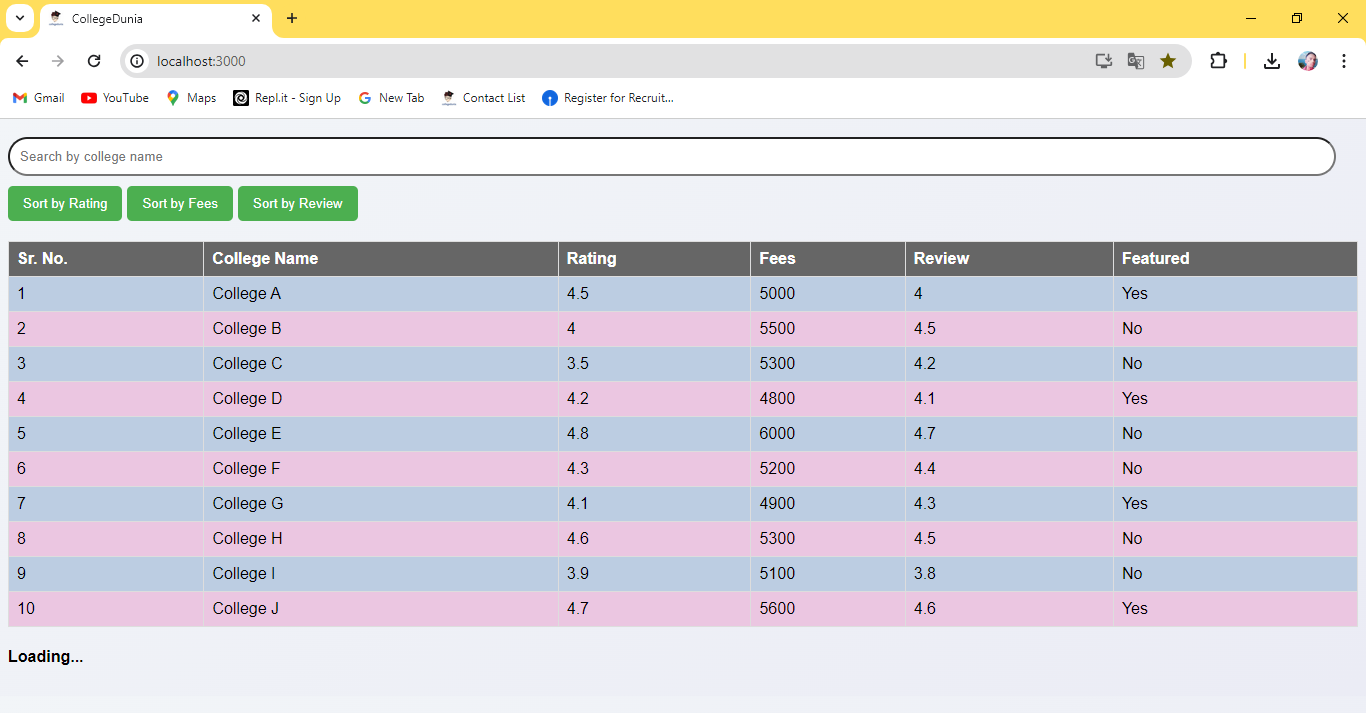 CollegeDunia
localhost:3000
Gmail YouTube Maps Repl.it - Sign Up New Tab Contact List Register for Recruit...
Search by college name
Sort by Rating Sort by Fees Sort by Review
Sr. No. College Name Rating Fees Review Featured
1 College A 4.5 5000 4 Yes
2 College B 4 5500 4.5 No
3 College C 3.5 5300 4.2 No
4 College D 4.2 4800 4.1 Yes
5 College E 4.8 6000 4.7 No
6 College F 4.3 5200 4.4 No
7 College G 4.1 4900 4.3 Yes
8 College H 4.6 5300 4.5 No
9 College I 3.9 5100 3.8 No
10 College J 4.7 5600 4.6 Yes
Loading...